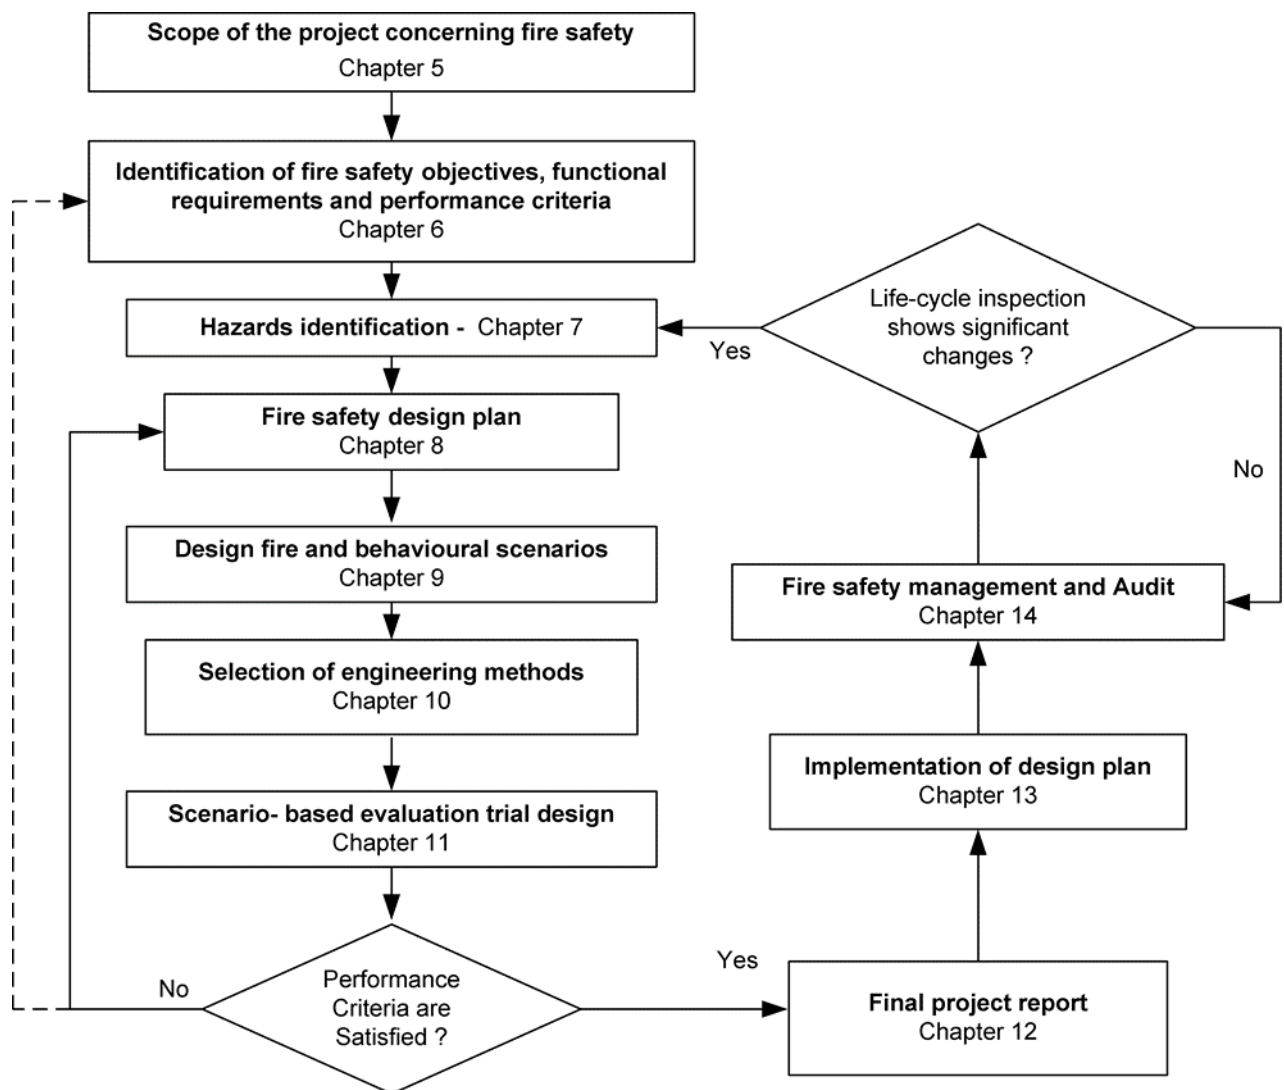 Scope of the project concerning fire safety
Chapter 5
Identification of fire safety objectives, functional
requirements and performance criteria
Chapter 6
Hazards identification - Chapter 7
Fire safety design plan
Chapter 8
Design fire and behavioural scenarios
Chapter 9
Selection of engineering methods
Chapter 10
Scenario- based evaluation trial design
Chapter 11
Performance
Criteria are
Satisfied ?
No
Yes
Final project report
Chapter 12
Implementation of design plan
Chapter 13
Fire safety management and Audit
Chapter 14
Life-cycle inspection
shows significant
changes ?
Yes
No